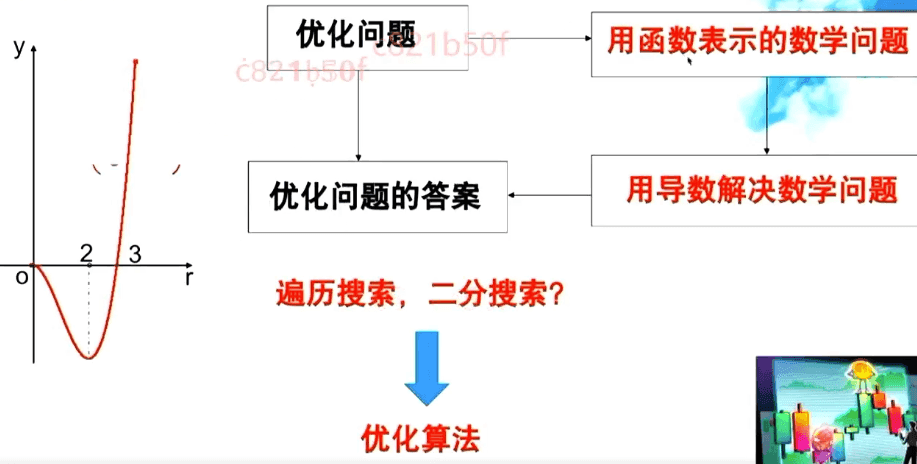 y
优化问题
用函数表示的数学问题
c821b50f
c821b50f
优化问题的答案
用导数解决数学问题
2
3
o
r
遍历搜索，二分搜索？
优化算法